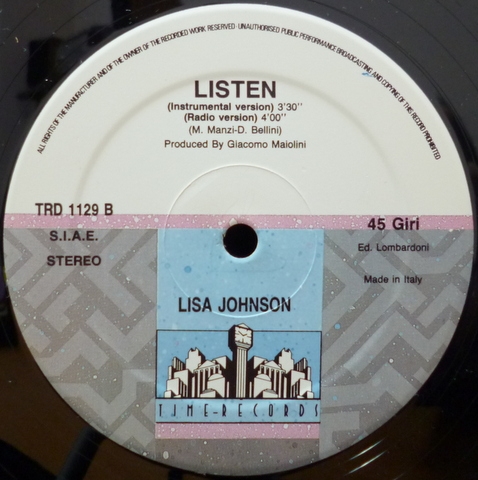 ALL RIGHTS OF THE MANUFACTURER AND OF THE OWNER OF THE RECORDED WORK RESERVED · UNAUTHORISED PUBLIC PERFORMANCE BROADCASTING AND COPYING OF THIS RECORD PROHIBITED
LISTEN
(Instrumental version) 3'30''
(Radio version) 4'00''
(M. Manzi-D. Bellini)
Produced By Giacomo Maiolini
TRD 1129 B
45 Giri
S.I.A.E.
Ed. Lombardoni
STEREO
Made in Italy
LISA JOHNSON
TIME-RECORDS